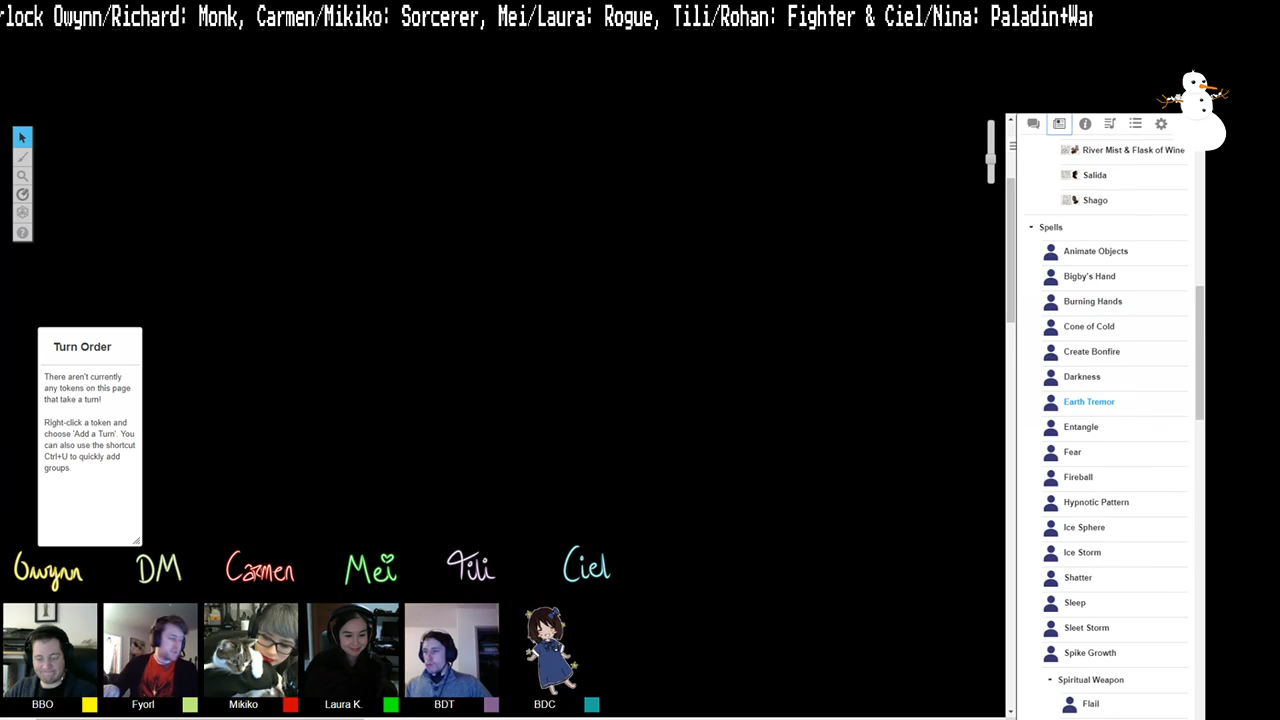 rlock Owynn/Richard: Monk, Carmen/Mikiko: Sorcerer, Mei/Laura: Rogue, Tili/Rohan: Fighter & Ciel/Nina: Paladin+War
River Mist & Flask of Wine
Salida
Shago
Spells
Animate Objects
Bigby's Hand
Burning Hands
Cone of Cold
Create Bonfire
Darkness
Earth Tremor
Entangle
Fear
Fireball
Hypnotic Pattern
Ice Sphere
Ice Storm
Shatter
Sleep
Sleet Storm
Spike Growth
Spiritual Weapon
Flail
Turn Order
There aren't currently
any tokens on this page
that take a turn!
Right-click a token and
choose 'Add a Turn'. You
can also use the shortcut
Ctrl+U to quickly add
groups.
Owynn DM Carmen Mei Tili Ciel
BBO Fyorl Mikiko Laura K. BDT BDC